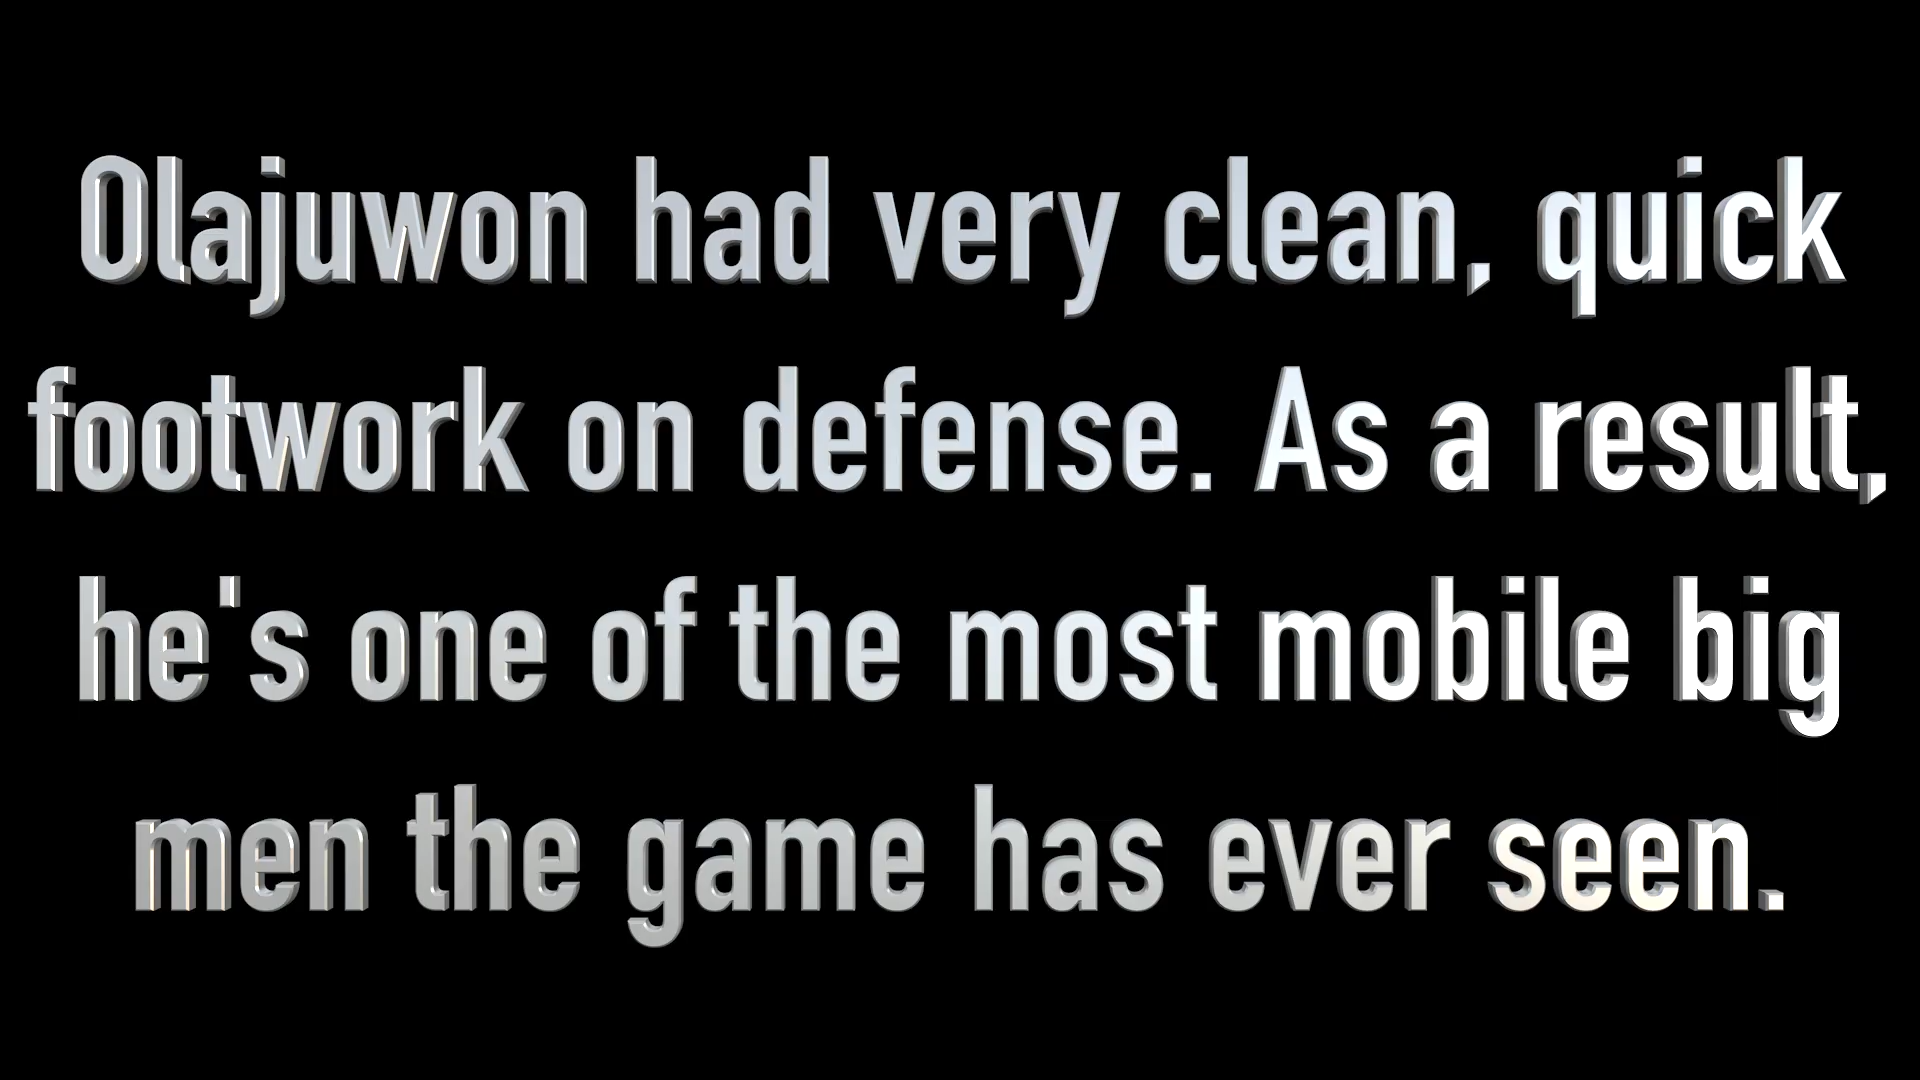 Olajuwon had very clean, quick
footwork on defense. As a result,
he's one of the most mobile big
men the game has ever seen.